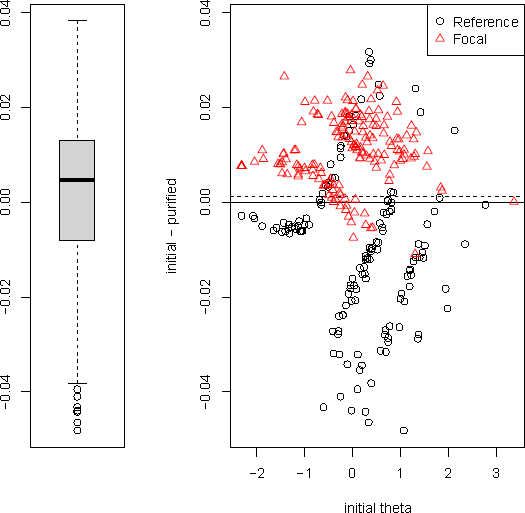 0.04
0.02
0.00
−0.02
−0.04
initial − purified
0.04
0.02
0.00
−0.02
−0.04
Reference
Focal
−2 −1 0 1 2 3
initial theta